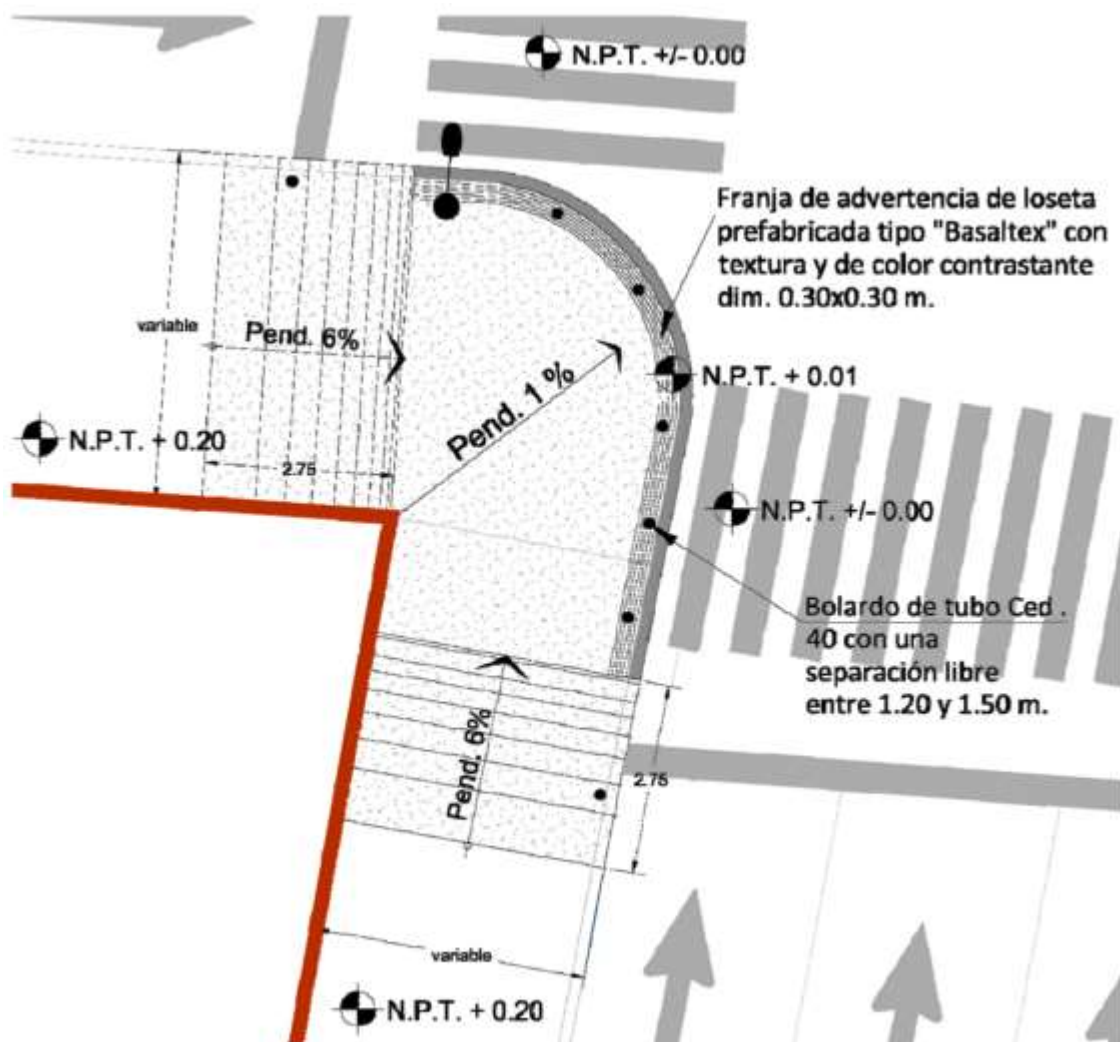 N.P.T. +/- 0.00
Franja de advertencia de loseta
prefabricada tipo "Basaltex" con
textura y de color contrastante
dim. 0.30x0.30 m.
variable
Pend. 6%
Pend. 1 %
N.P.T. + 0.01
N.P.T. + 0.20
2.75
N.P.T. +/- 0.00
Bolardo de tubo Ced .
40 con una
separación libre
entre 1.20 y 1.50 m.
Pend. 6%
2.75
variable
N.P.T. + 0.20